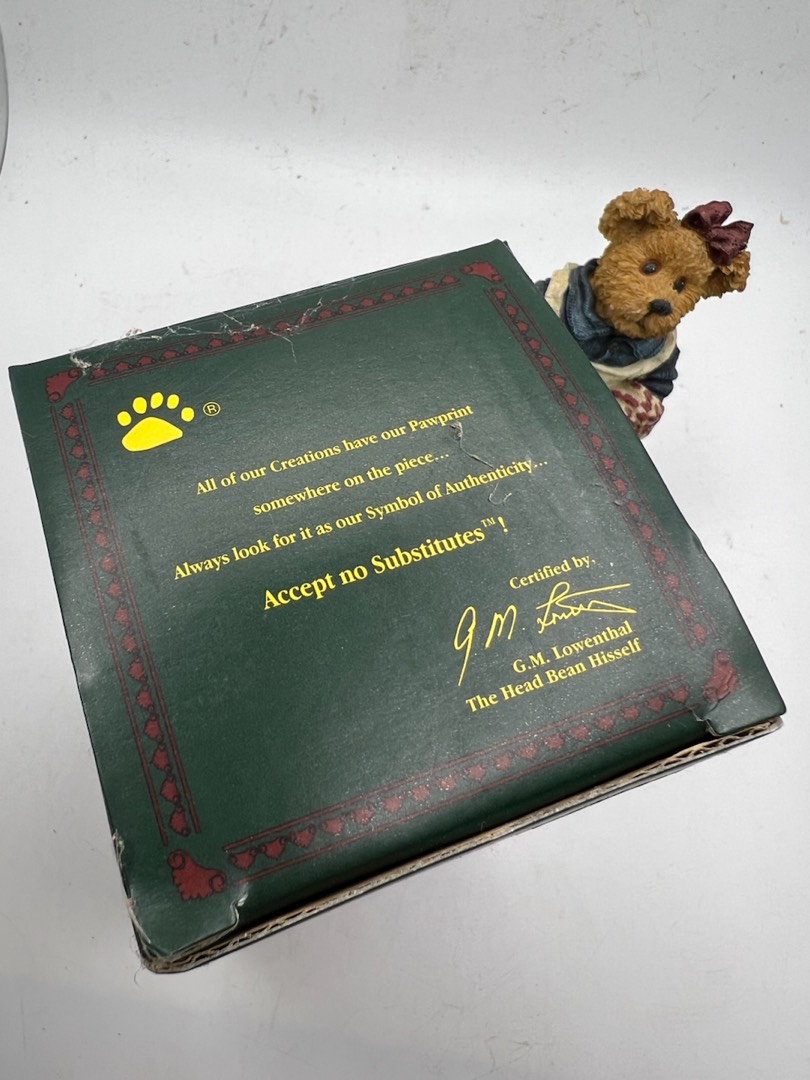 ®
All of our Creations have our Pawprint
somewhere on the piece...
Always look for it as our Symbol of Authenticity...
Accept no Substitutes™!
Certified by,
G.M. Lowenthal
G.M. Lowenthal
The Head Bean Hisself